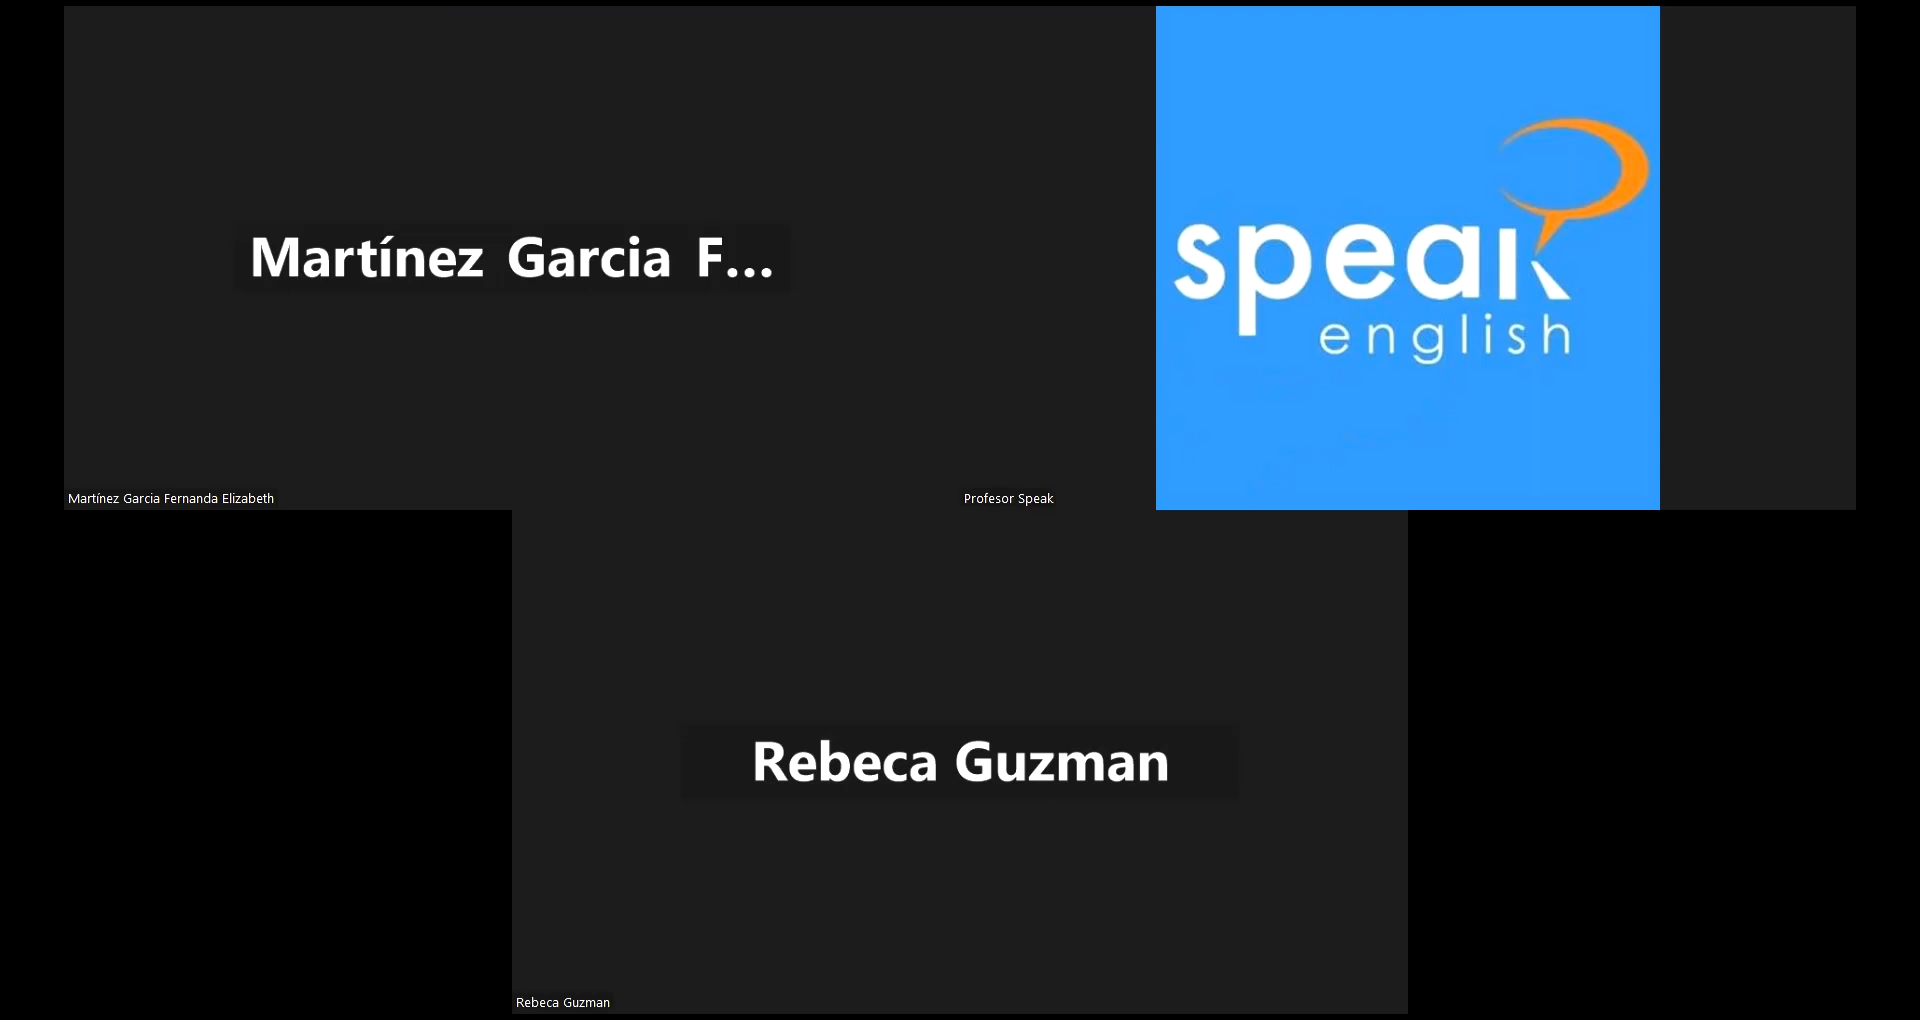 Martínez Garcia F...
speak
english
Martínez Garcia Fernanda Elizabeth
Profesor Speak
Rebeca Guzman
Rebeca Guzman